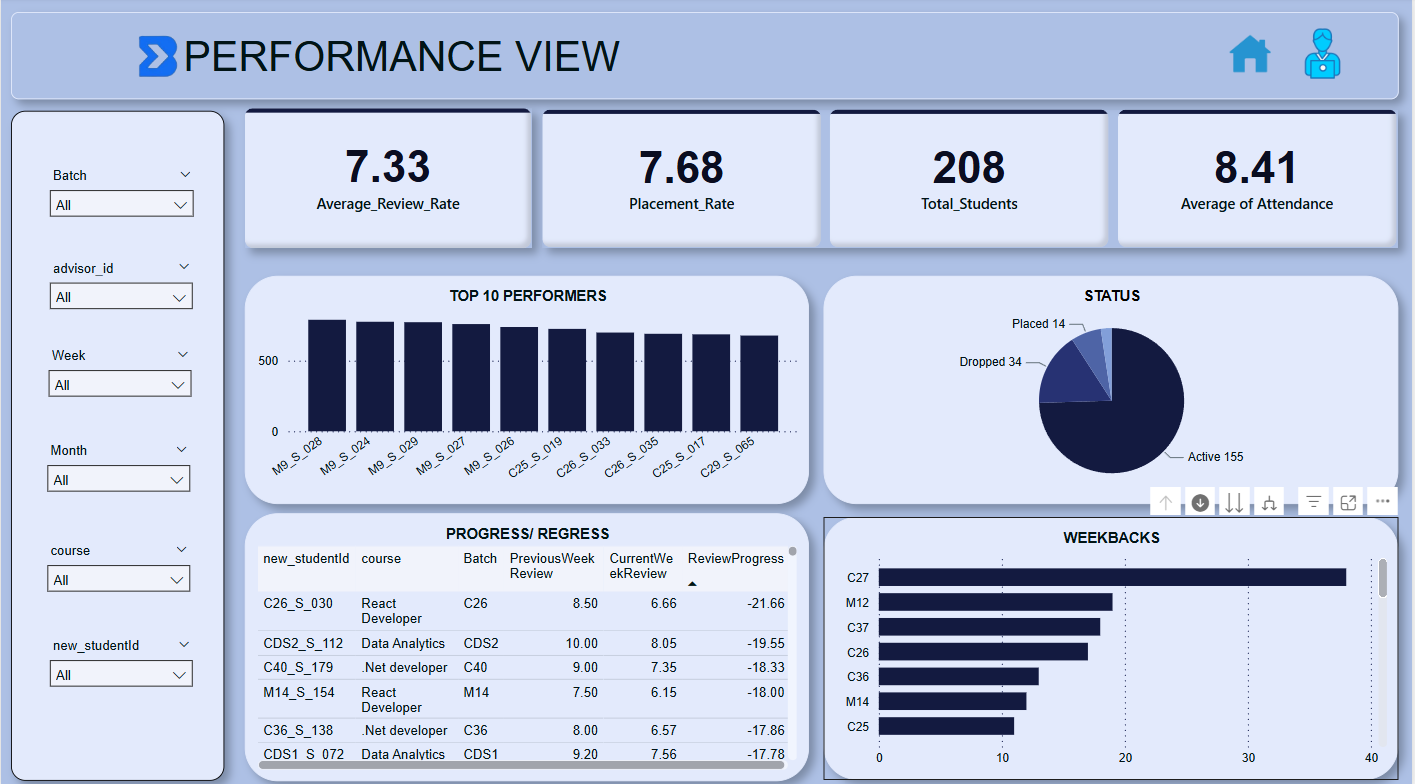 PERFORMANCE VIEW
Batch
All
advisor_id
All
Week
All
Month
All
course
All
new_studentId
All
7.33
Average_Review_Rate
7.68
Placement_Rate
208
Total_Students
8.41
Average of Attendance
TOP 10 PERFORMERS
500
0
M9_S_028
M9_S_024
M9_S_029
M9_S_027
M9_S_026
C25_S_019
C26_S_033
C26_S_035
C25_S_017
C29_S_065
STATUS
Placed 14
Dropped 34
Active 155
PROGRESS/ REGRESS
new_studentId course Batch PreviousWeek CurrentWe ReviewProgress
Review ekReview
C26_S_030 React C26 8.50 6.66 -21.66
Developer
CDS2_S_112 Data Analytics CDS2 10.00 8.05 -19.55
C40_S_179 .Net developer C40 9.00 7.35 -18.33
M14_S_154 React M14 7.50 6.15 -18.00
Developer
C36_S_138 .Net developer C36 8.00 6.57 -17.86
CDS1_S_072 Data Analytics CDS1 9.20 7.56 -17.78
WEEKBACKS
C27
M12
C37
C26
C36
M14
C25
0 10 20 30 40